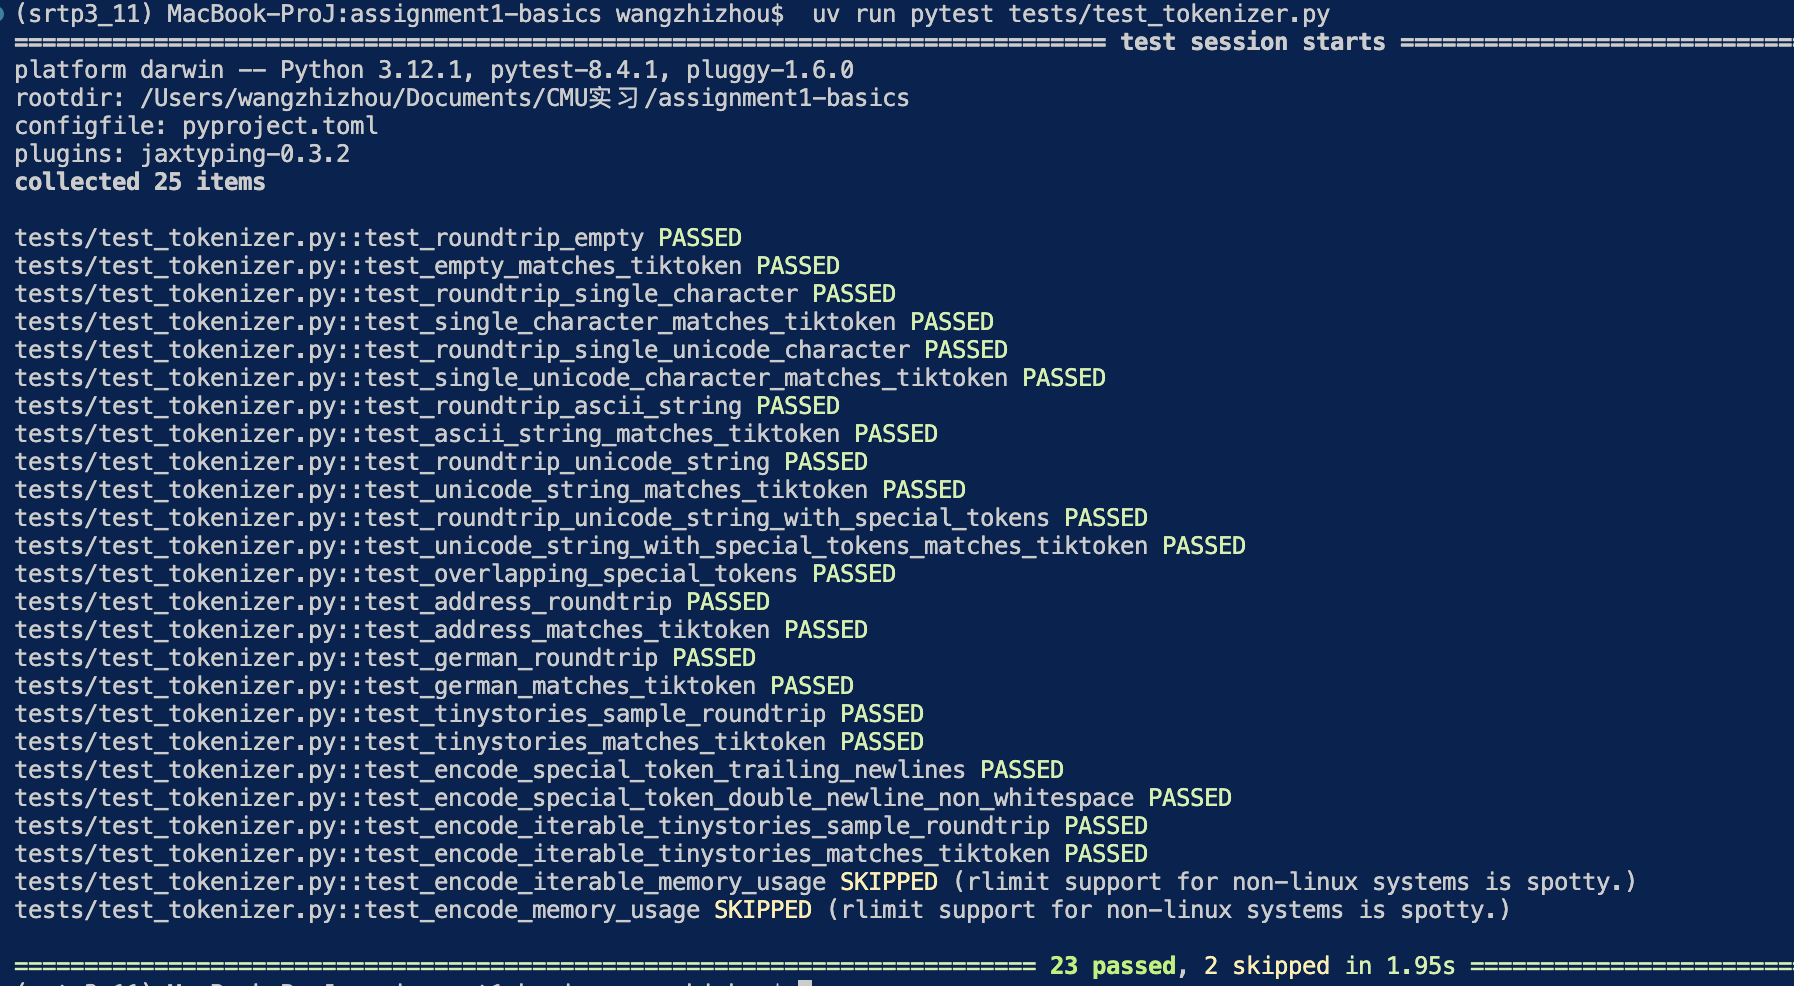 (srtp3_11) MacBook-ProJ:assignment1-basics wangzhizhou$  uv run pytest tests/test_tokenizer.py
============================================================================== test session starts ============================
platform darwin -- Python 3.12.1, pytest-8.4.1, pluggy-1.6.0
rootdir: /Users/wangzhizhou/Documents/CMU实习/assignment1-basics
configfile: pyproject.toml
plugins: jaxtyping-0.3.2
collected 25 items
tests/test_tokenizer.py::test_roundtrip_empty PASSED
tests/test_tokenizer.py::test_empty_matches_tiktoken PASSED
tests/test_tokenizer.py::test_roundtrip_single_character PASSED
tests/test_tokenizer.py::test_single_character_matches_tiktoken PASSED
tests/test_tokenizer.py::test_roundtrip_single_unicode_character PASSED
tests/test_tokenizer.py::test_single_unicode_character_matches_tiktoken PASSED
tests/test_tokenizer.py::test_roundtrip_ascii_string PASSED
tests/test_tokenizer.py::test_ascii_string_matches_tiktoken PASSED
tests/test_tokenizer.py::test_roundtrip_unicode_string PASSED
tests/test_tokenizer.py::test_unicode_string_matches_tiktoken PASSED
tests/test_tokenizer.py::test_roundtrip_unicode_string_with_special_tokens PASSED
tests/test_tokenizer.py::test_unicode_string_with_special_tokens_matches_tiktoken PASSED
tests/test_tokenizer.py::test_overlapping_special_tokens PASSED
tests/test_tokenizer.py::test_address_roundtrip PASSED
tests/test_tokenizer.py::test_address_matches_tiktoken PASSED
tests/test_tokenizer.py::test_german_roundtrip PASSED
tests/test_tokenizer.py::test_german_matches_tiktoken PASSED
tests/test_tokenizer.py::test_tinystories_sample_roundtrip PASSED
tests/test_tokenizer.py::test_tinystories_matches_tiktoken PASSED
tests/test_tokenizer.py::test_encode_special_token_trailing_newlines PASSED
tests/test_tokenizer.py::test_encode_special_token_double_newline_non_whitespace PASSED
tests/test_tokenizer.py::test_encode_iterable_tinystories_sample_roundtrip PASSED
tests/test_tokenizer.py::test_encode_iterable_tinystories_matches_tiktoken PASSED
tests/test_tokenizer.py::test_encode_iterable_memory_usage SKIPPED (rlimit support for non-linux systems is spotty.)
tests/test_tokenizer.py::test_encode_memory_usage SKIPPED (rlimit support for non-linux systems is spotty.)
========================================================================= 23 passed, 2 skipped in 1.95s =======================